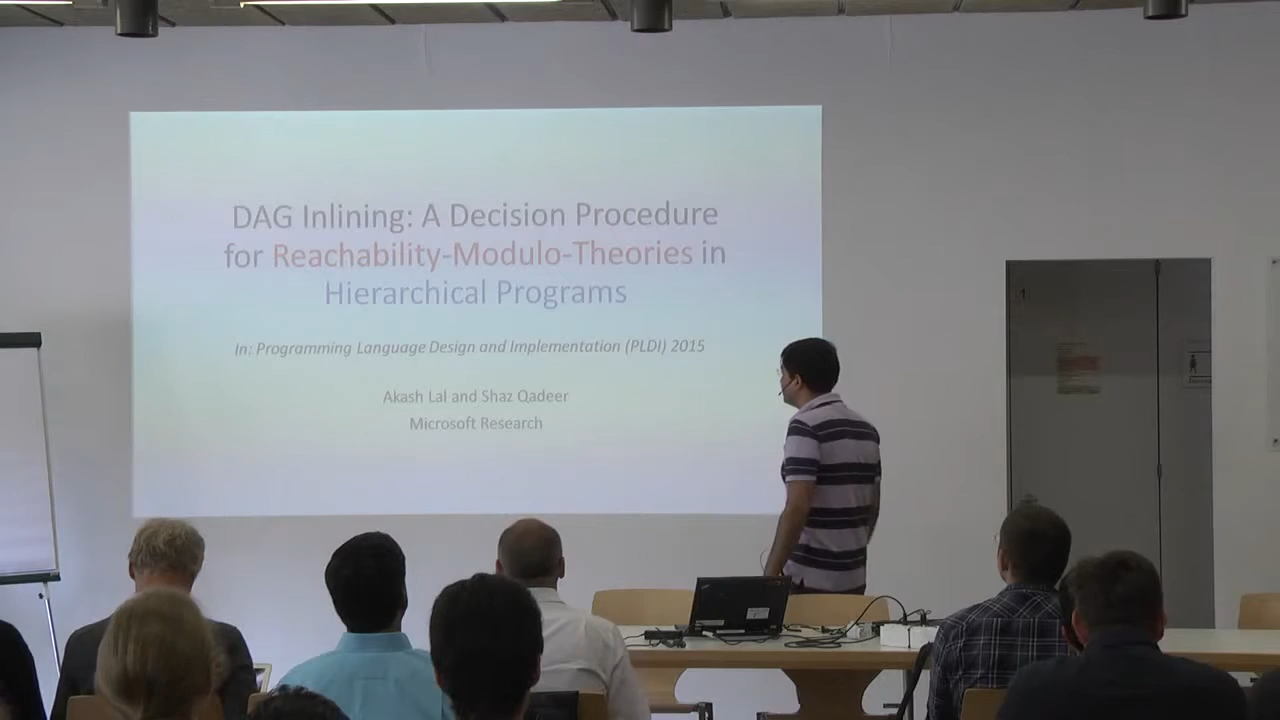 DAG Inlining: A Decision Procedure
for Reachability-Modulo-Theories in
Hierarchical Programs
In: Programming Language Design and Implementation (PLDI) 2015
Akash Lal and Shaz Qadeer
Microsoft Research
1